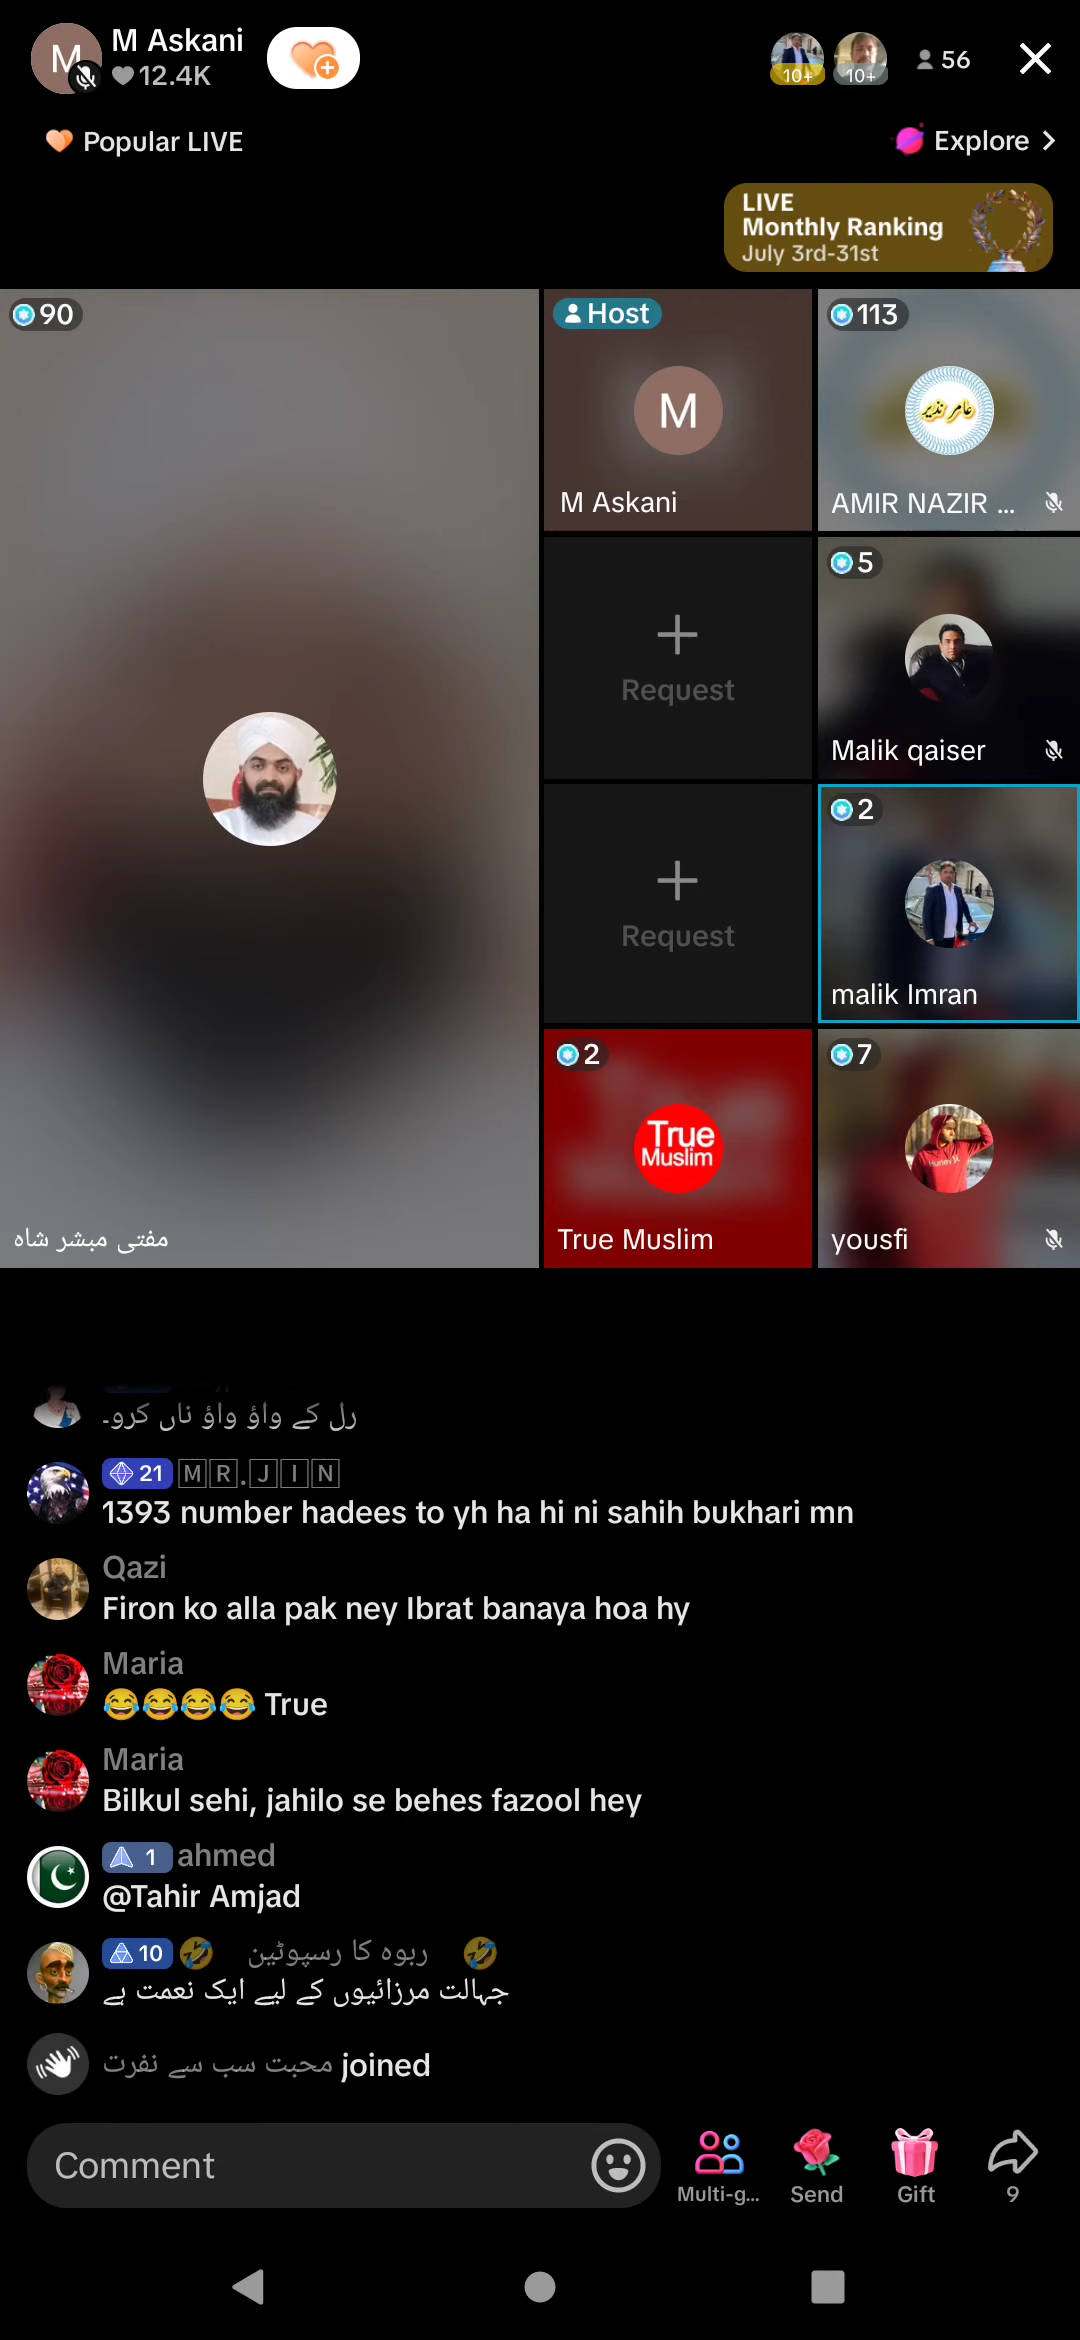 M
M Askani
12.4K
10+
10+
56
Popular LIVE
Explore
LIVE
Monthly Ranking
July 3rd-31st
90
مفتی مبشر شاہ
Host
M
M Askani
113
عامر نذیر
AMIR NAZIR ...
Request
5
Malik qaiser
Request
2
malik Imran
2
True
Muslim
True Muslim
7
yousfi
رل کے واؤ واؤ ناں کرو۔
21 MR.JIN
1393 number hadees to yh ha hi ni sahih bukhari mn
Qazi
Firon ko alla pak ney Ibrat banaya hoa hy
Maria
😂😂😂😂 True
Maria
Bilkul sehi, jahilo se behes fazool hey
1 ahmed
@Tahir Amjad
10 🤣 ربوہ کا رسپوٹین 🤣
جہالت مرزائیوں کے لیے ایک نعمت ہے
محبت سب سے نفرت joined
Comment
Multi-g...
Send
Gift
9